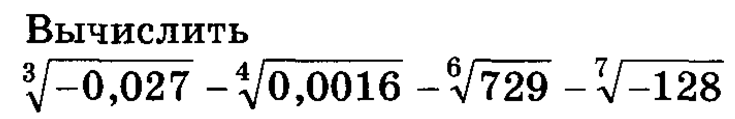 Вычислить
∛−0,027 − ∜0,0016 − ⁶√729 − ⁷√−128